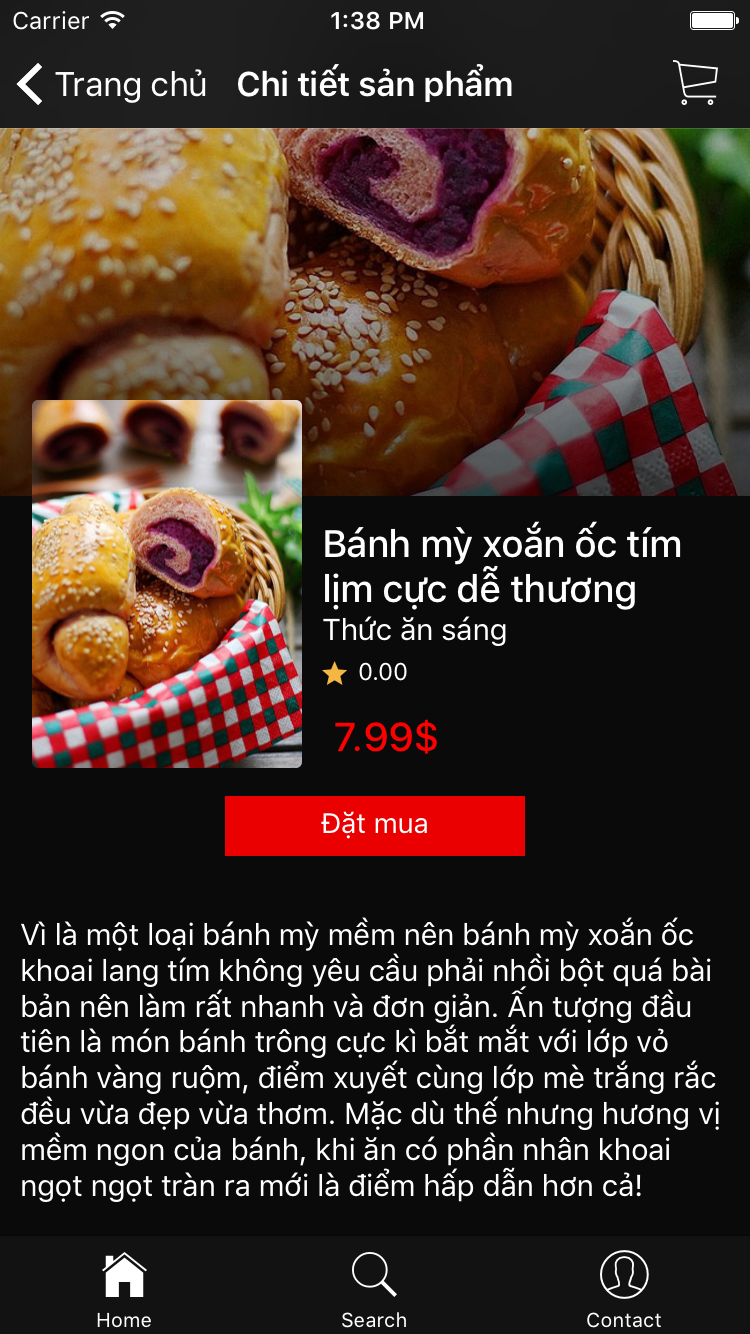 Carrier 1:38 PM
Trang chủ Chi tiết sản phẩm
Bánh mỳ xoắn ốc tím
lịm cực dễ thương
Thức ăn sáng
0.00
7.99$
Đặt mua
Vì là một loại bánh mỳ mềm nên bánh mỳ xoắn ốc
khoai lang tím không yêu cầu phải nhồi bột quá bài
bản nên làm rất nhanh và đơn giản. Ấn tượng đầu
tiên là món bánh trông cực kì bắt mắt với lớp vỏ
bánh vàng ruộm, điểm xuyết cùng lớp mè trắng rắc
đều vừa đẹp vừa thơm. Mặc dù thế nhưng hương vị
mềm ngon của bánh, khi ăn có phần nhân khoai
ngọt ngọt tràn ra mới là điểm hấp dẫn hơn cả!
Home Search Contact